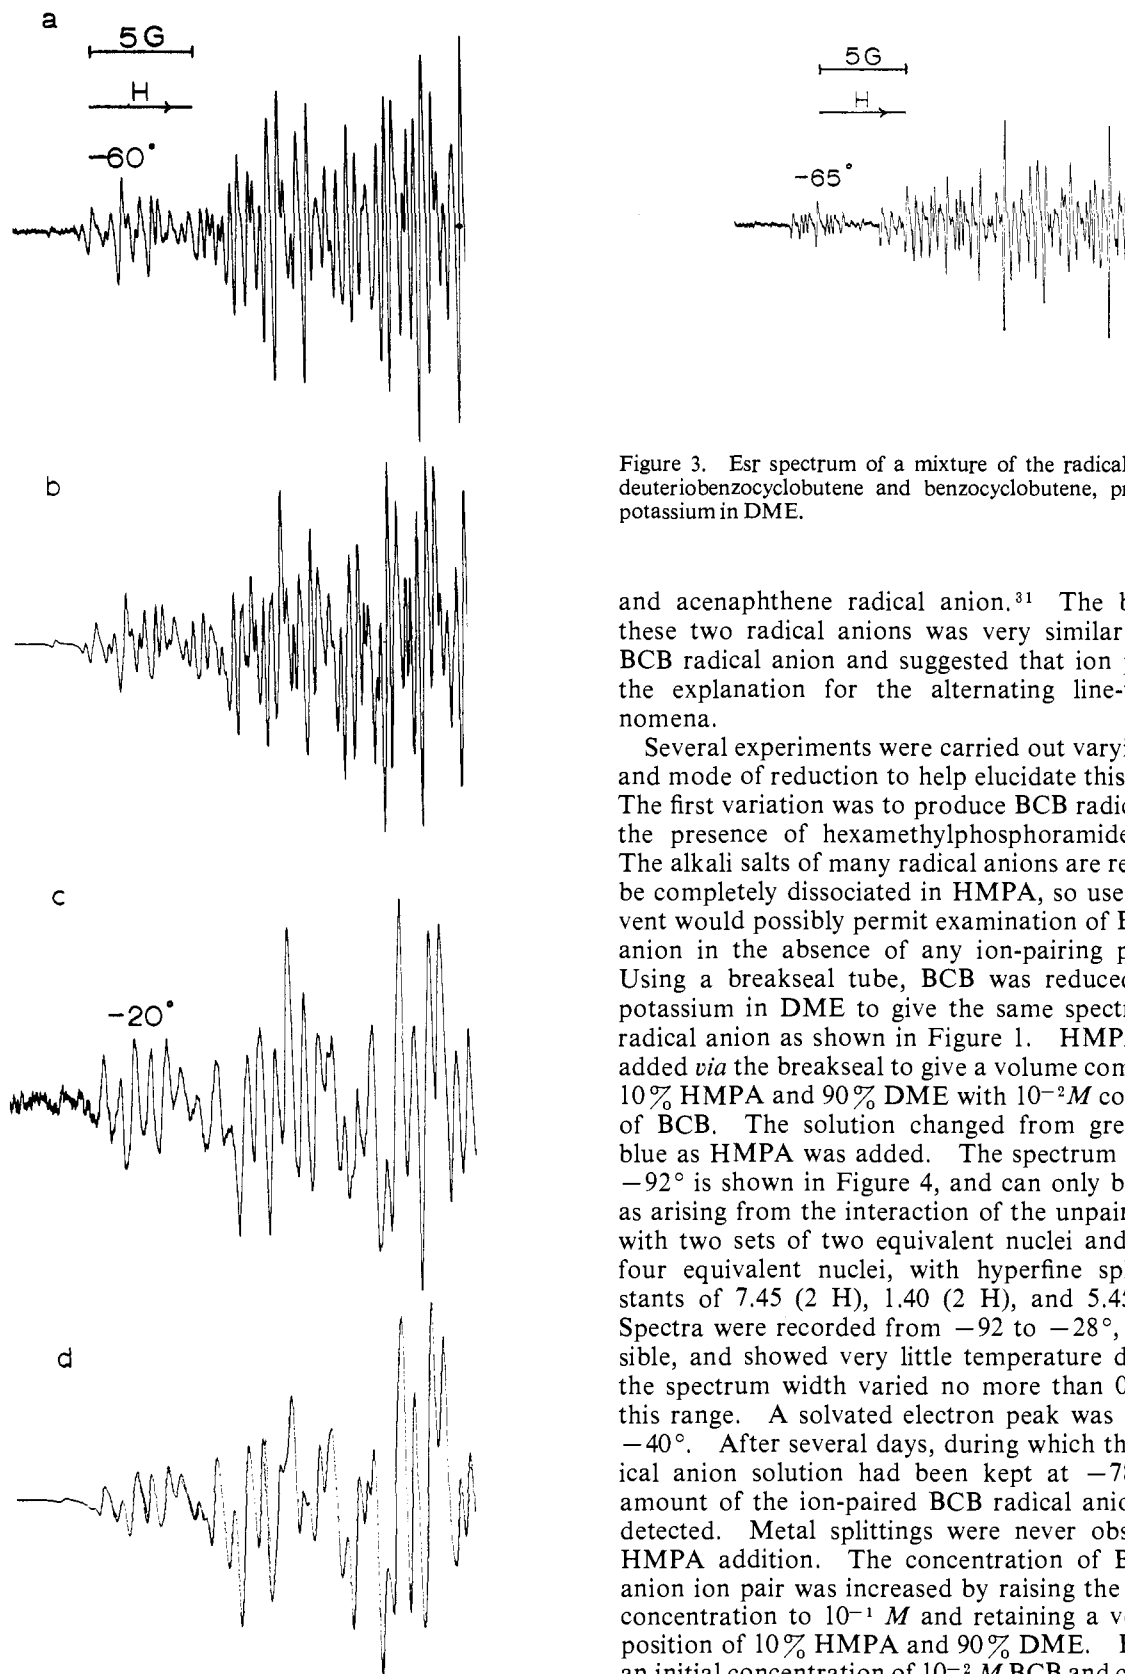 a
5G
H
-60°
b
c
-20°
d
5G
H
-65°
Figure 3. Esr spectrum of a mixture of the radical
deuteriobenzocyclobutene and benzocyclobutene, pr
potassium in DME.
and acenaphthene radical anion.31 The b
these two radical anions was very similar
BCB radical anion and suggested that ion p
the explanation for the alternating line-
nomena.
Several experiments were carried out varyi
and mode of reduction to help elucidate this
The first variation was to produce BCB radic
the presence of hexamethylphosphoramide
The alkali salts of many radical anions are re
be completely dissociated in HMPA, so use
vent would possibly permit examination of B
anion in the absence of any ion-pairing p
Using a breakseal tube, BCB was reduced
potassium in DME to give the same spectr
radical anion as shown in Figure 1. HMP
added via the breakseal to give a volume com
10% HMPA and 90% DME with 10−2M co
of BCB. The solution changed from gre
blue as HMPA was added. The spectrum
−92° is shown in Figure 4, and can only b
as arising from the interaction of the unpair
with two sets of two equivalent nuclei and
four equivalent nuclei, with hyperfine spl
stants of 7.45 (2 H), 1.40 (2 H), and 5.45
Spectra were recorded from −92 to −28°,
sible, and showed very little temperature d
the spectrum width varied no more than 0
this range. A solvated electron peak was
−40°. After several days, during which th
ical anion solution had been kept at −78
amount of the ion-paired BCB radical anio
detected. Metal splittings were never obs
HMPA addition. The concentration of B
anion ion pair was increased by raising the
concentration to 10−1 M and retaining a v
position of 10% HMPA and 90% DME.
an initial concentration of 10−2 M BCB and